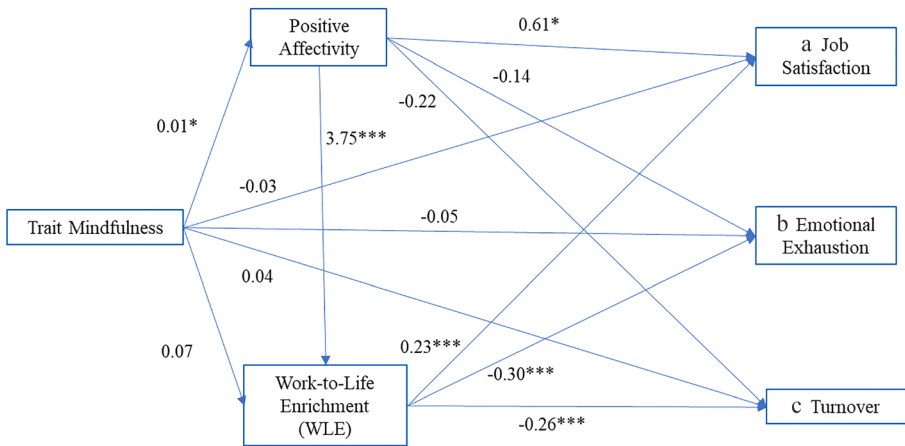 Positive
Affectivity
0.61*
a Job
Satisfaction
-0.14
-0.22
0.01*
3.75***
-0.03
Trait Mindfulness
-0.05
b Emotional
Exhaustion
0.04
0.07
0.23***
-0.30***
Work-to-Life
Enrichment
(WLE)
-0.26***
c Turnover